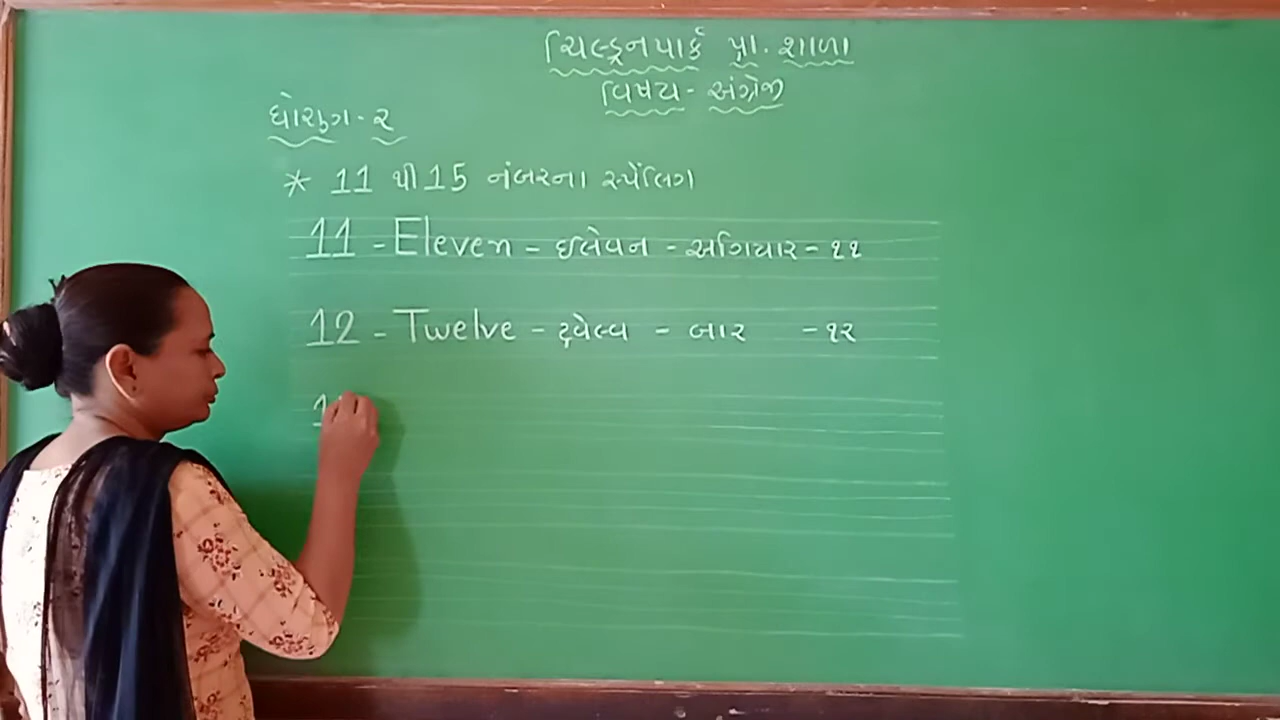 ચિલ્ડ્રનપાર્ક પ્રા. શાળા
વિષય - અંગ્રેજી
ધોરણ - ૨
* 11 થી 15 નંબરના સ્પેંલિગ
11 - Eleven - ઈલેવન - અગિયાર - ૧૧
12 - Twelve - ટ્વેલ્વ - બાર - ૧૨
1